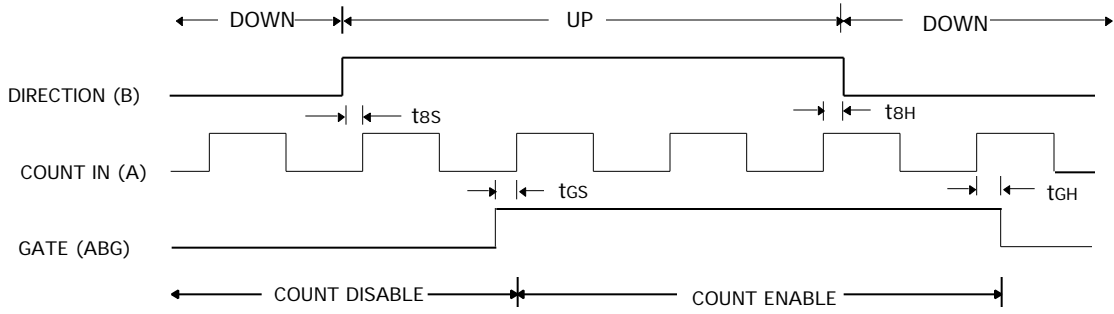 DOWN
UP
DOWN
DIRECTION (B)
t8S
t8H
COUNT IN (A)
tGS
tGH
GATE (ABG)
COUNT DISABLE
COUNT ENABLE